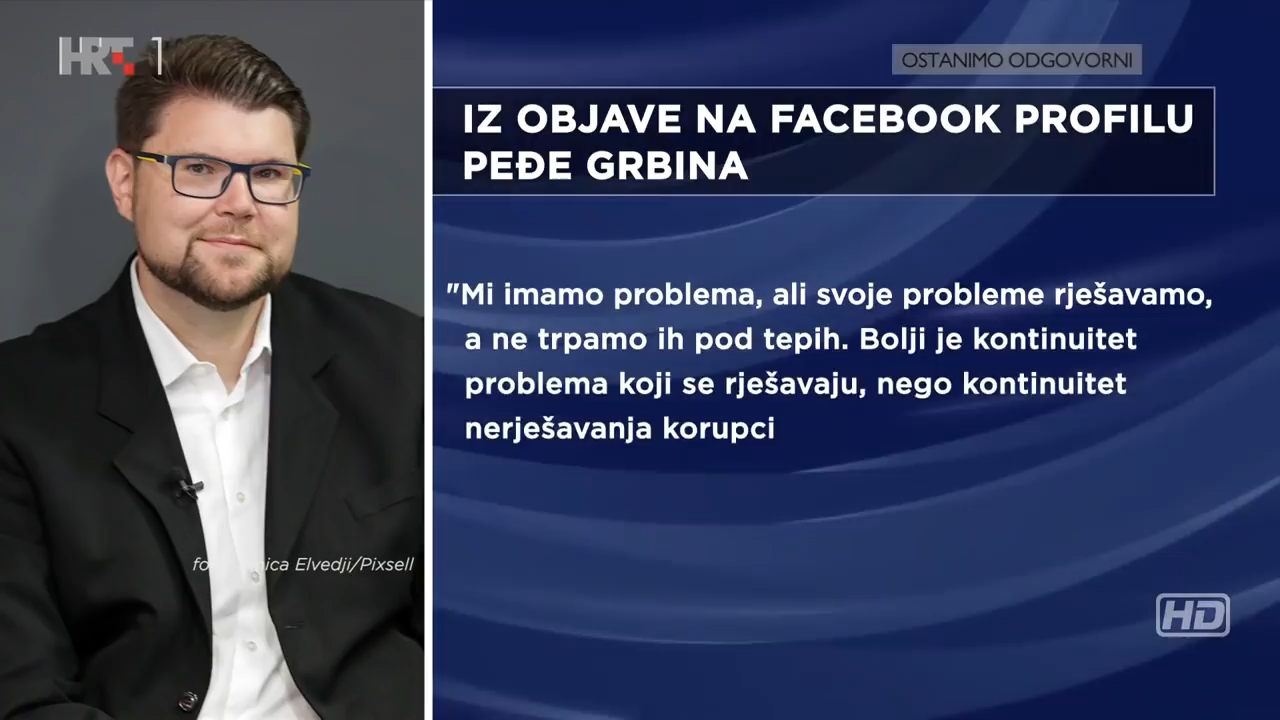 HRT 1
OSTANIMO ODGOVORNI
IZ OBJAVE NA FACEBOOK PROFILU
PEĐE GRBINA
"Mi imamo problema, ali svoje probleme rješavamo,
a ne trpamo ih pod tepih. Bolji je kontinuitet
problema koji se rješavaju, nego kontinuitet
nerješavanja korupci
Elvedji/Pixsell
HD